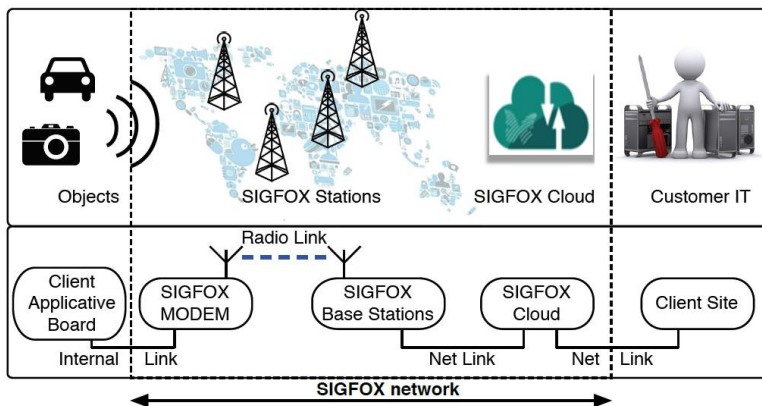 Objects
SIGFOX Stations
SIGFOX Cloud
Customer IT
Radio Link
Client
Applicative
Board
SIGFOX
MODEM
SIGFOX
Base Stations
SIGFOX
Cloud
Client Site
Internal Link
Net Link
Net Link
SIGFOX network